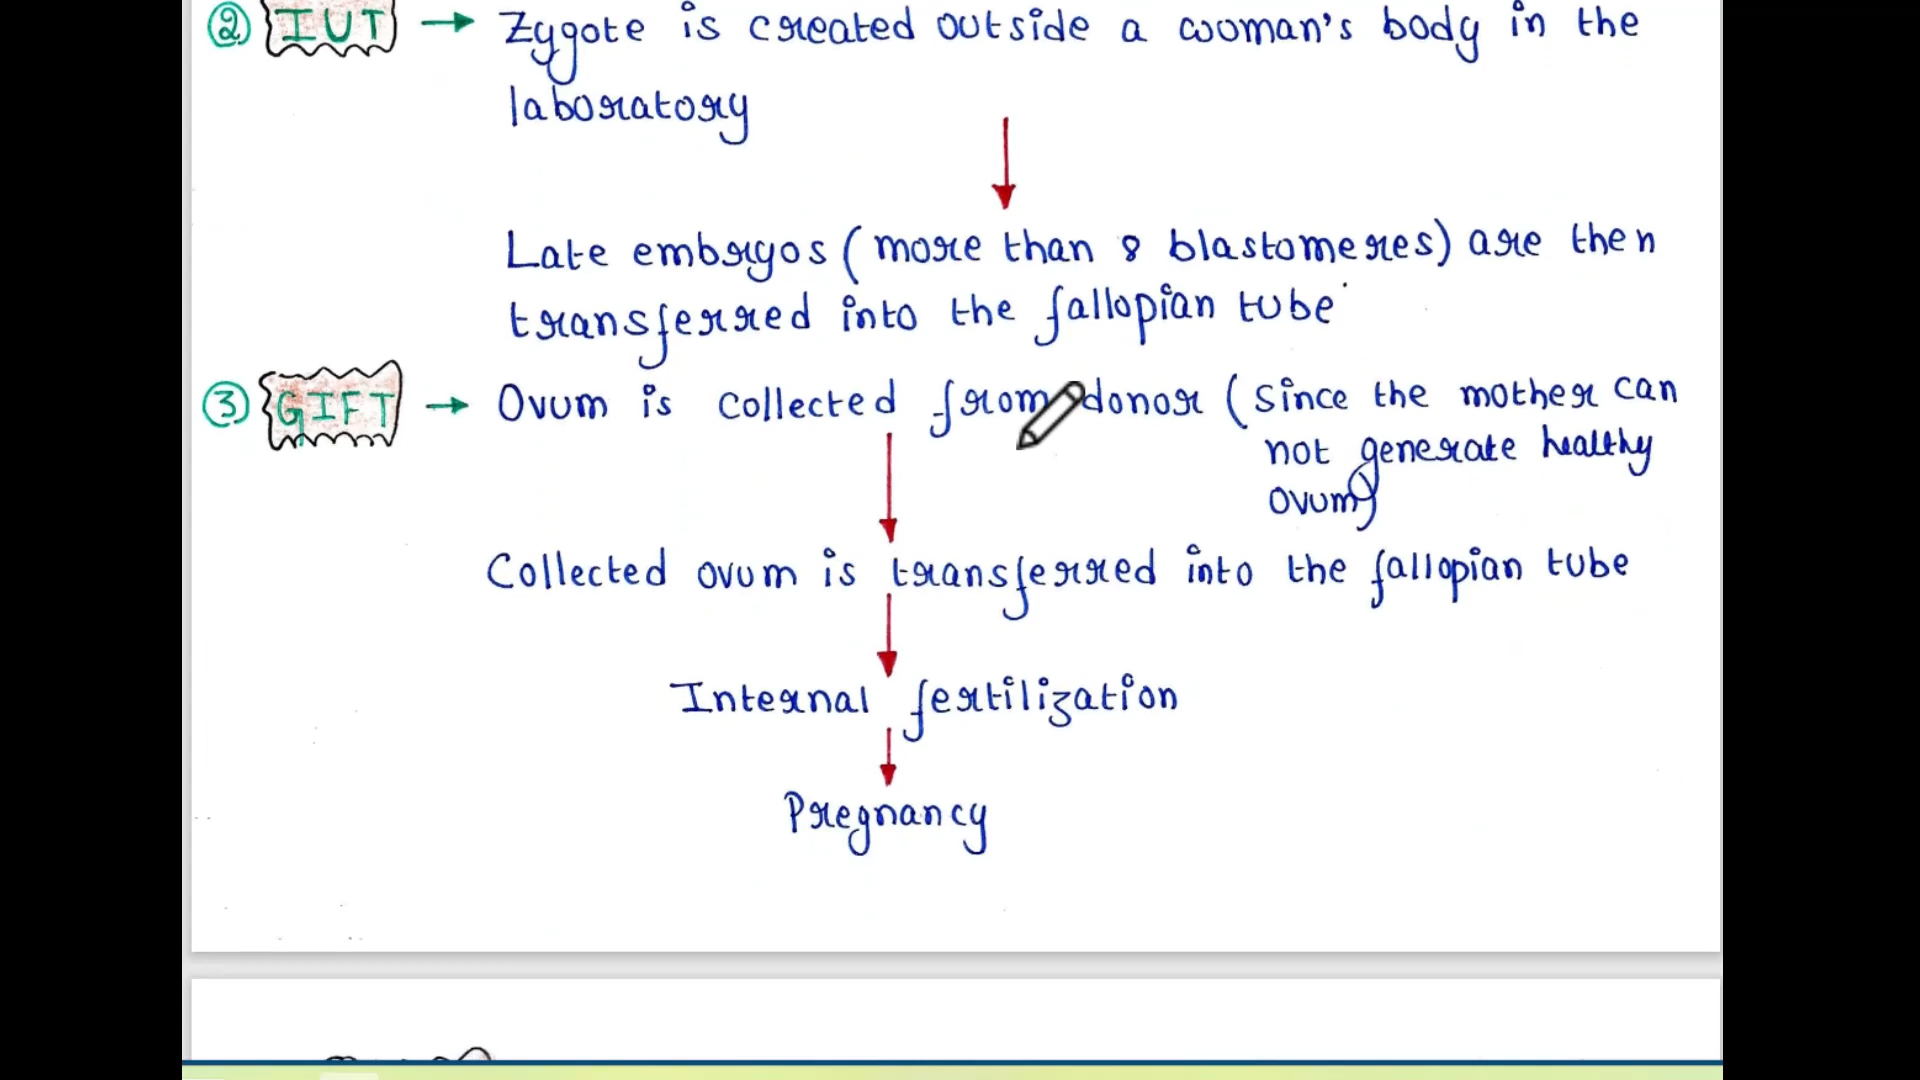 ② IUT → Zygote is created outside a woman's body in the
laboratory
Late embryos (more than 8 blastomeres) are then
transferred into the fallopian tube
③ GIFT → Ovum is collected from donor (since the mother can
not generate healthy
ovum)
Collected ovum is transferred into the fallopian tube
Internal fertilization
Pregnancy